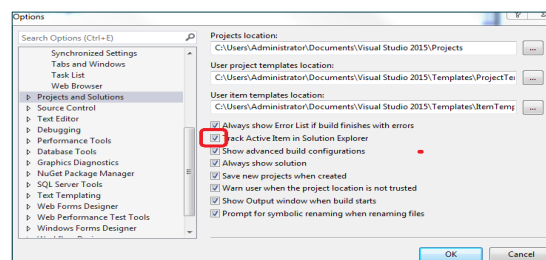 Options
Search Options (Ctrl+E)
Synchronized Settings
Tabs and Windows
Task List
Web Browser
Projects and Solutions
Source Control
Text Editor
Debugging
Performance Tools
Database Tools
Graphics Diagnostics
NuGet Package Manager
SQL Server Tools
Text Templating
Web Forms Designer
Web Performance Test Tools
Windows Forms Designer
Projects location:
C:\Users\Administrator\Documents\Visual Studio 2015\Projects
...
User project templates location:
C:\Users\Administrator\Documents\Visual Studio 2015\Templates\ProjectTe
...
User item templates location:
C:\Users\Administrator\Documents\Visual Studio 2015\Templates\ItemTemp
...
Always show Error List if build finishes with errors
Track Active Item in Solution Explorer
Show advanced build configurations
Always show solution
Save new projects when created
Warn user when the project location is not trusted
Show Output window when build starts
Prompt for symbolic renaming when renaming files
OK
Cancel